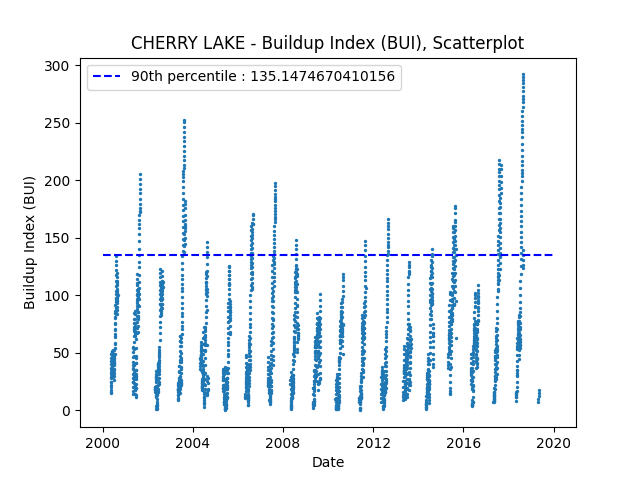 CHERRY LAKE - Buildup Index (BUI), Scatterplot
90th percentile : 135.1474670410156
Buildup Index (BUI)
300
250
200
150
100
50
0
2000 2004 2008 2012 2016 2020
Date